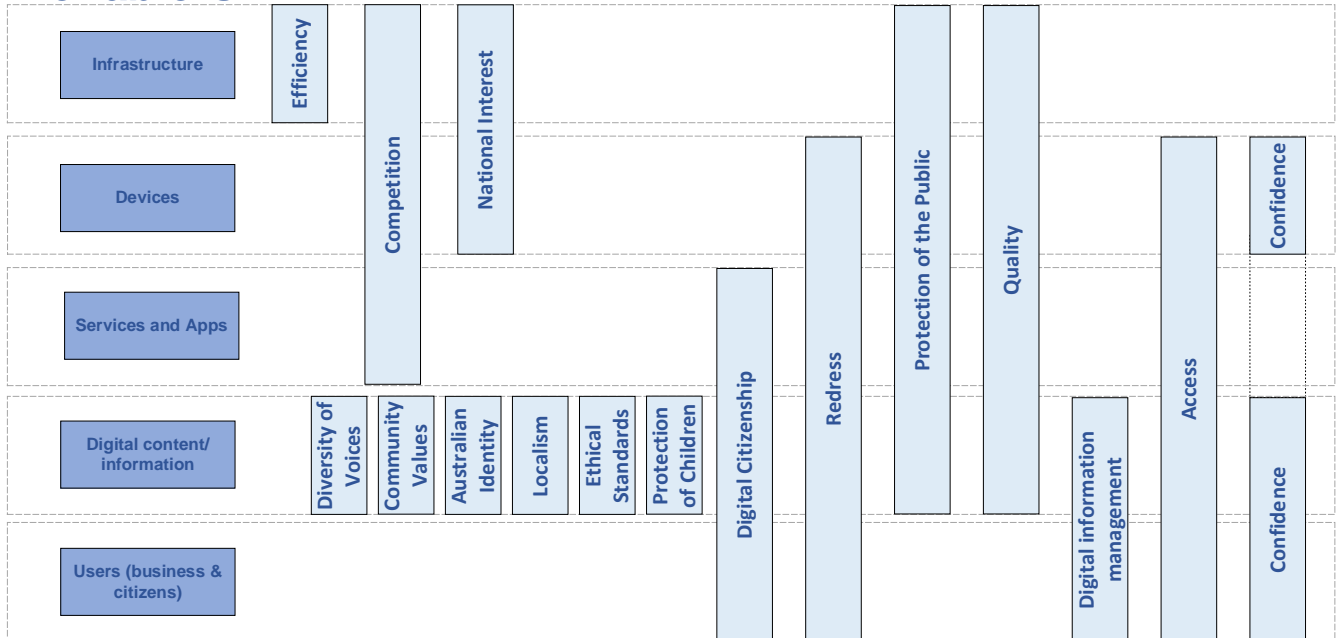 Infrastructure
Devices
Services and Apps
Digital content/
information
Users (business &
citizens)
Efficiency
Competition
National Interest
Diversity of
Voices
Community
Values
Australian
Identity
Localism
Ethical
Standards
Protection
of Children
Digital Citizenship
Redress
Protection of the Public
Quality
Digital information
management
Access
Confidence
Confidence